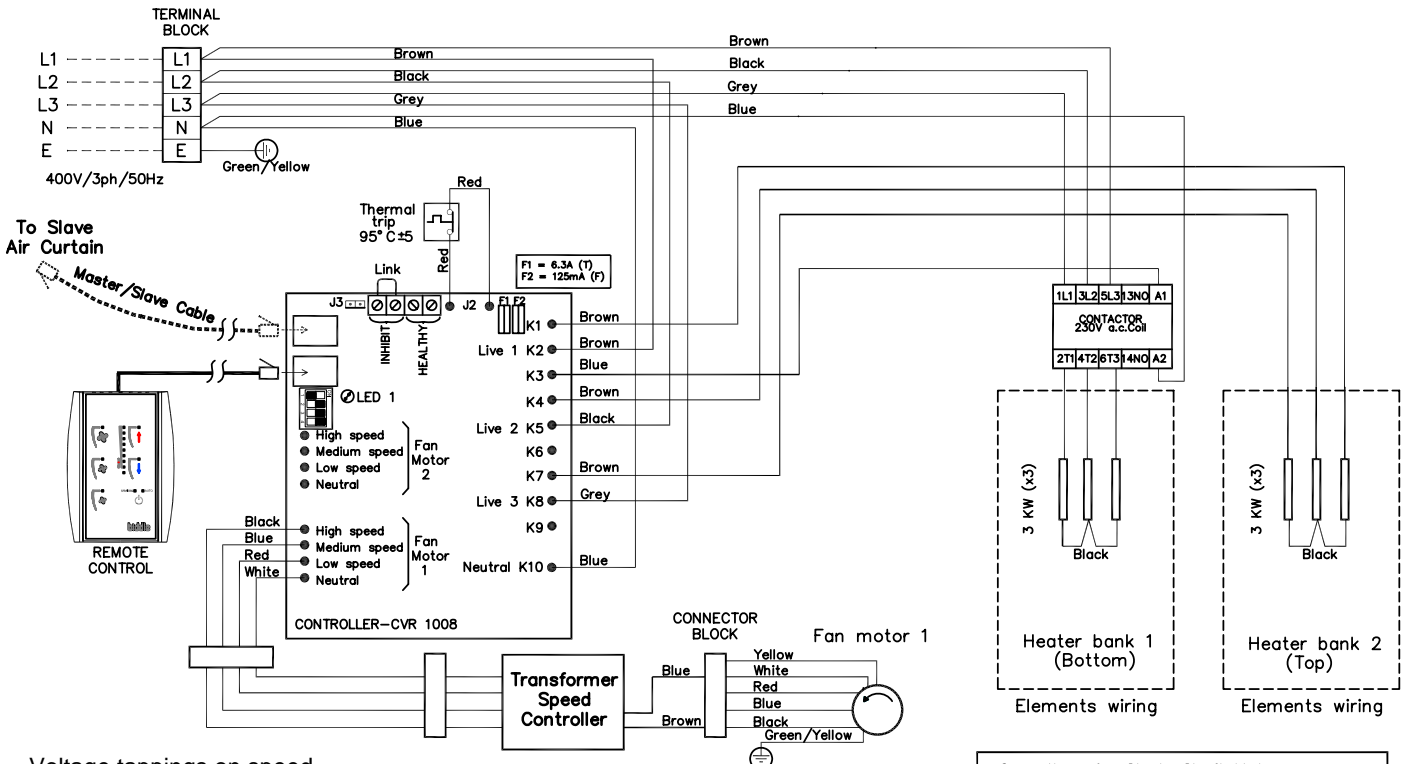 TERMINAL
BLOCK
L1 L1
L2 L2
L3 L3
N N
E E
400V/3ph/50Hz
Brown
Black
Grey
Blue
Green/Yellow
Brown
Black
Grey
Blue
To Slave
Air Curtain
Master/Slave Cable
Thermal
trip
95°C±5
Red
Red
Link
F1 = 6.3A (T)
F2 = 125mA (F)
J3
J2
F1 F2
INHIBIT
HEALTHY
LED 1
K1 Brown
Live 1 K2 Brown
K3 Blue
K4 Brown
Live 2 K5 Black
K6
K7 Brown
Live 3 K8 Grey
K9
Neutral K10 Blue
High speed
Medium speed
Low speed
Neutral
Fan
Motor
2
Black
Blue
Red
White
High speed
Medium speed
Low speed
Neutral
Fan
Motor
1
CONTROLLER-CVR 1008
REMOTE
CONTROL
1L1 3L2 5L3 13NO A1
CONTACTOR
230V a.c.Coil
2T1 4T2 6T3 14NO A2
3 KW (x3)
Black
Heater bank 1
(Bottom)
Elements wiring
3 KW (x3)
Black
Heater bank 2
(Top)
Elements wiring
Transformer
Speed
Controller
Blue
Brown
CONNECTOR
BLOCK
Yellow
White
Red
Blue
Black
Green/Yellow
Fan motor 1
Voltage tappings on speed